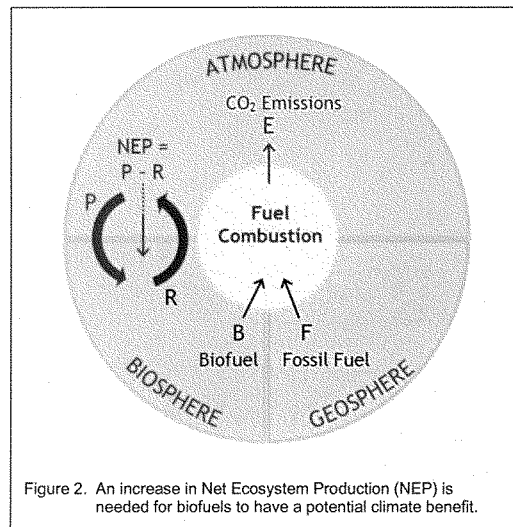 ATMOSPHERE
CO₂ Emissions
E
NEP =
P - R
P
R
Fuel
Combustion
B
Biofuel
F
Fossil Fuel
BIOSPHERE
GEOSPHERE
Figure 2. An increase in Net Ecosystem Production (NEP) is
needed for biofuels to have a potential climate benefit.